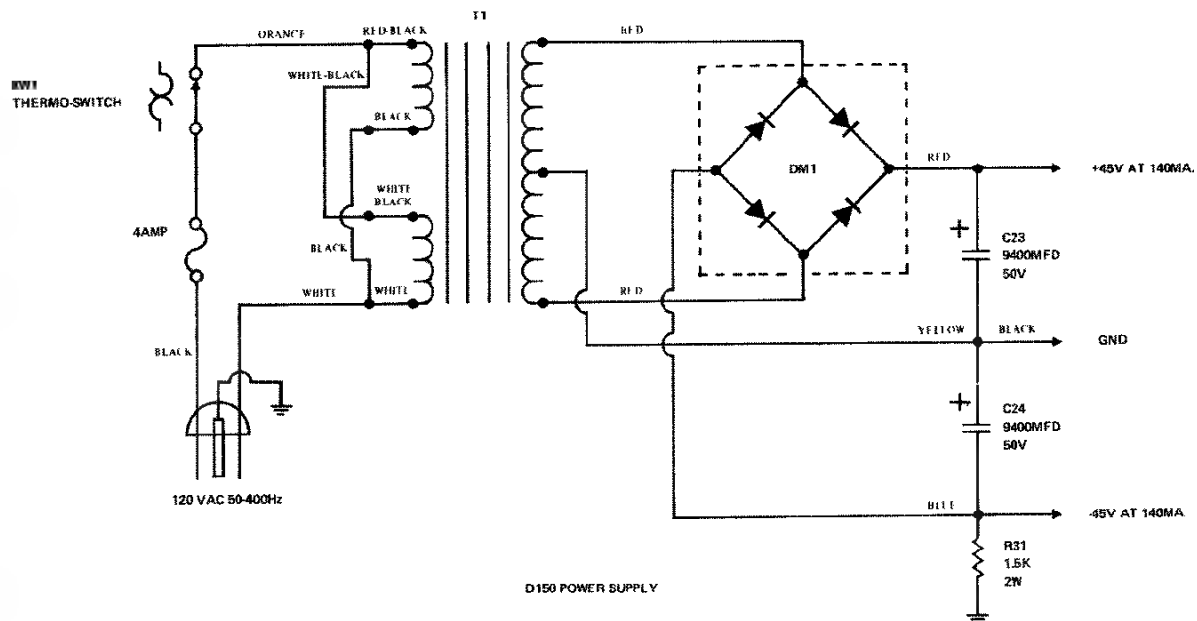 T1
ORANGE
RED-BLACK
RED
SW1
THERMO-SWITCH
WHITE-BLACK
BLACK
DM1
RED
+45V AT 140MA.
WHITE
BLACK
4AMP
BLACK
+
C23
9400MFD
50V
WHITE
WHITE
RED
YELLOW
BLACK
GND
BLACK
+
C24
9400MFD
50V
120 VAC 50-400Hz
BLUE
-45V AT 140MA
R31
1.5K
2W
D150 POWER SUPPLY